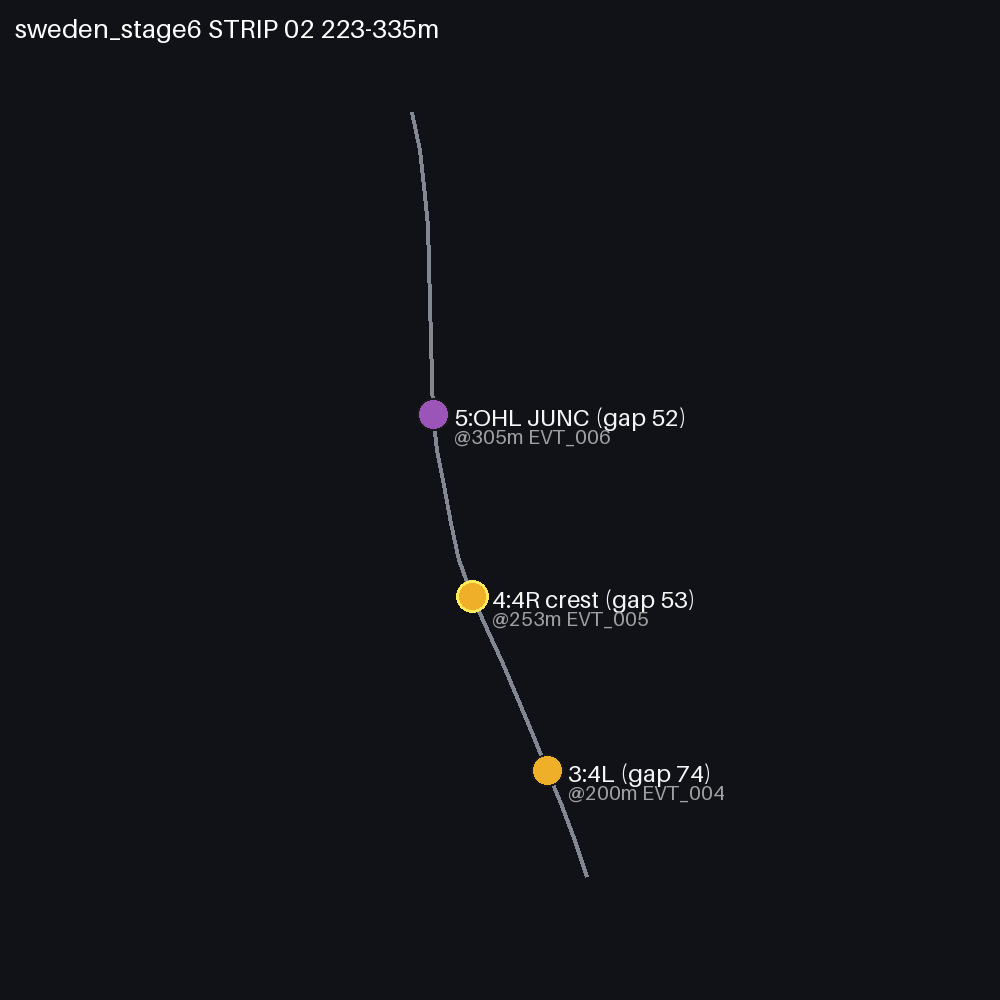 sweden_stage6 STRIP 02 223-335m
5:OHL JUNC (gap 52)
@305m EVT_006
4:4R crest (gap 53)
@253m EVT_005
3:4L (gap 74)
@200m EVT_004